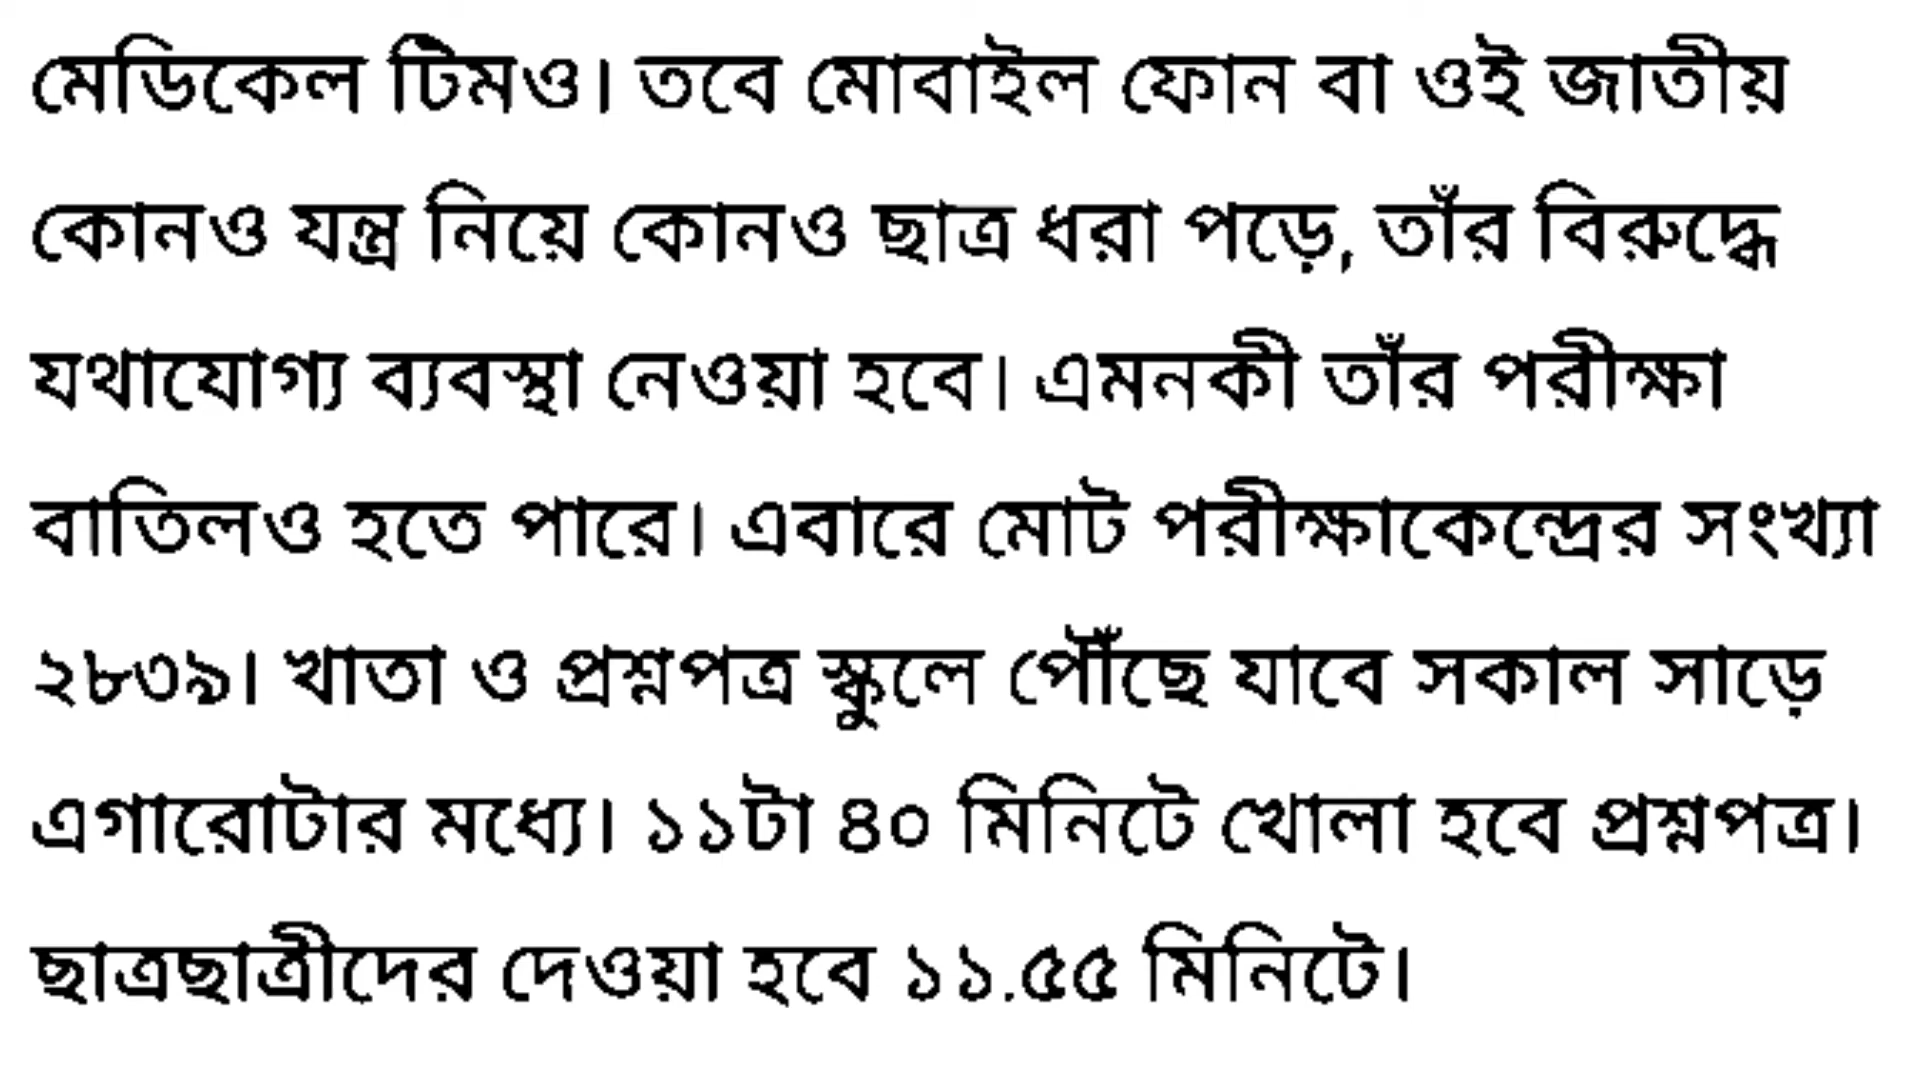 মেডিকেল টিমও। তবে মোবাইল ফোন বা ওই জাতীয়
কোনও যন্ত্র নিয়ে কোনও ছাত্র ধরা পড়ে, তাঁর বিরুদ্ধে
যথাযোগ্য ব্যবস্থা নেওয়া হবে। এমনকী তাঁর পরীক্ষা
বাতিলও হতে পারে। এবারে মোট পরীক্ষাকেন্দ্রের সংখ্যা
২৮৩৯। খাতা ও প্রশ্নপত্র স্কুলে পৌঁছে যাবে সকাল সাড়ে
এগারোটার মধ্যে। ১১টা ৪০ মিনিটে খোলা হবে প্রশ্নপত্র।
ছাত্রছাত্রীদের দেওয়া হবে ১১.৫৫ মিনিটে।